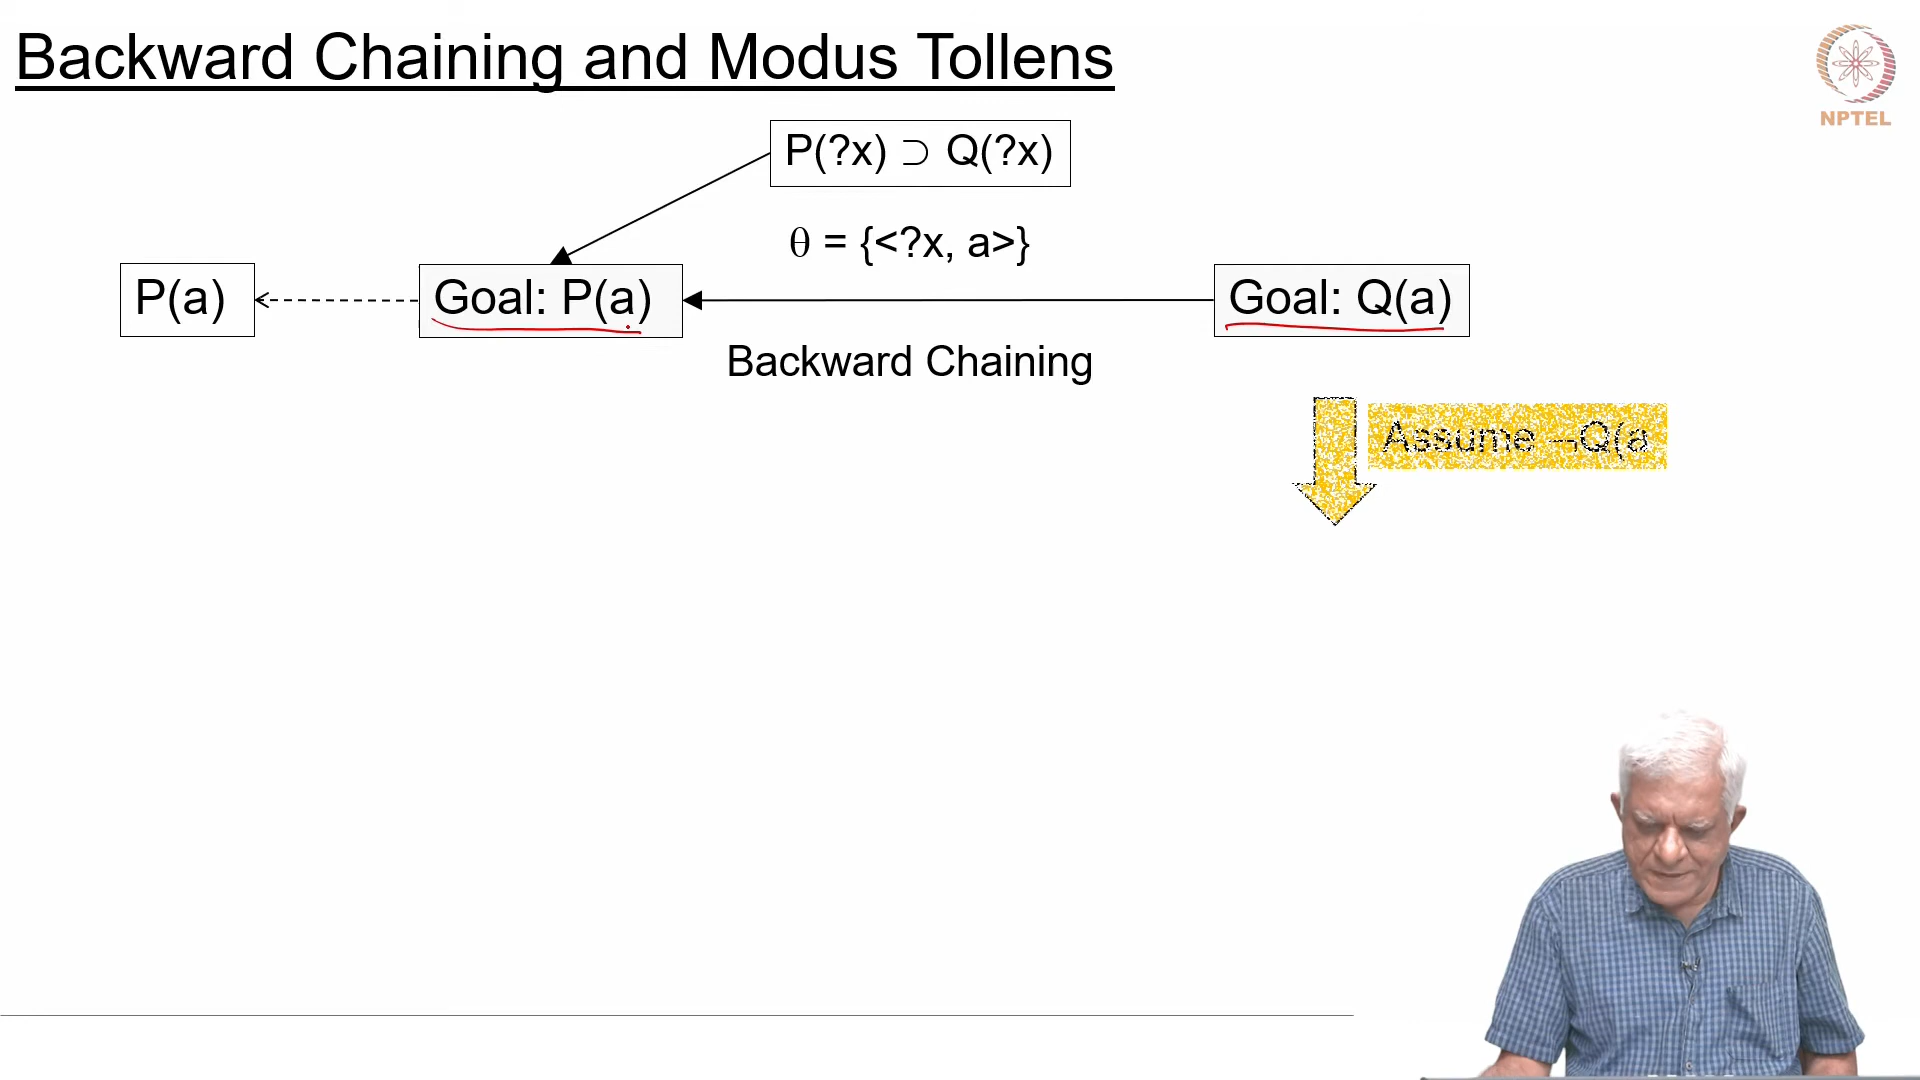 Backward Chaining and Modus Tollens
NPTEL
P(?x) ⊃ Q(?x)
θ = {<?x, a>}
P(a)
Goal: P(a)
Goal: Q(a)
Backward Chaining
Assume ¬Q(a